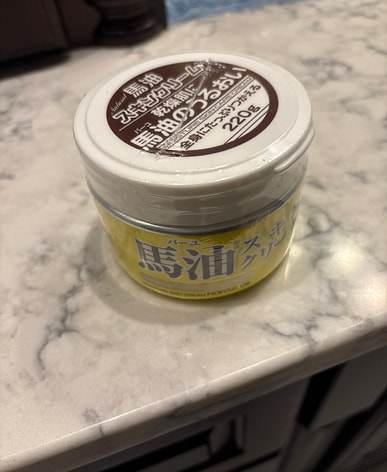 馬油
スキンクリーム
乾燥肌に
馬油のうるおい
全身にたっぷりつかえる
220g
バーユ
馬油 スキ
クリー
HORSE OIL